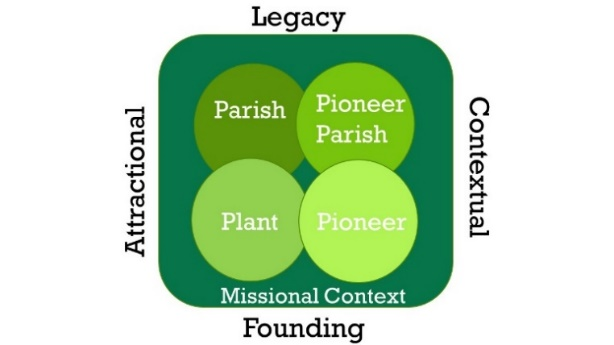 Legacy
Attractional
Parish
Pioneer
Parish
Contextual
Plant
Pioneer
Missional Context
Founding